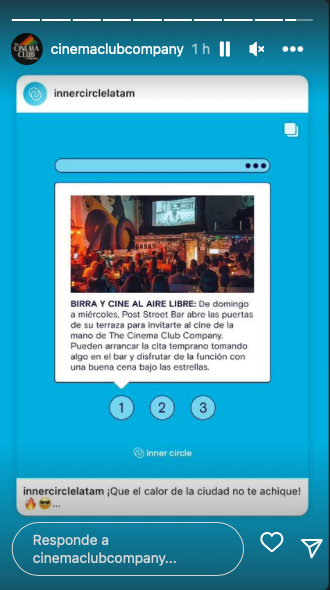 CINEMA CLUB
cinemaclubcompany 1 h
innercirclelatam
BIRRA Y CINE AL AIRE LIBRE: De domingo
a miércoles, Post Street Bar abre las puertas
de su terraza para invitarte al cine de la
mano de The Cinema Club Company.
Pueden arrancar la cita temprano tomando
algo en el bar y disfrutar de la función con
una buena cena bajo las estrellas.
1 2 3
inner circle
innercirclelatam ¡Que el calor de la ciudad no te achique!
🔥😎...
Responde a
cinemaclubcompany...